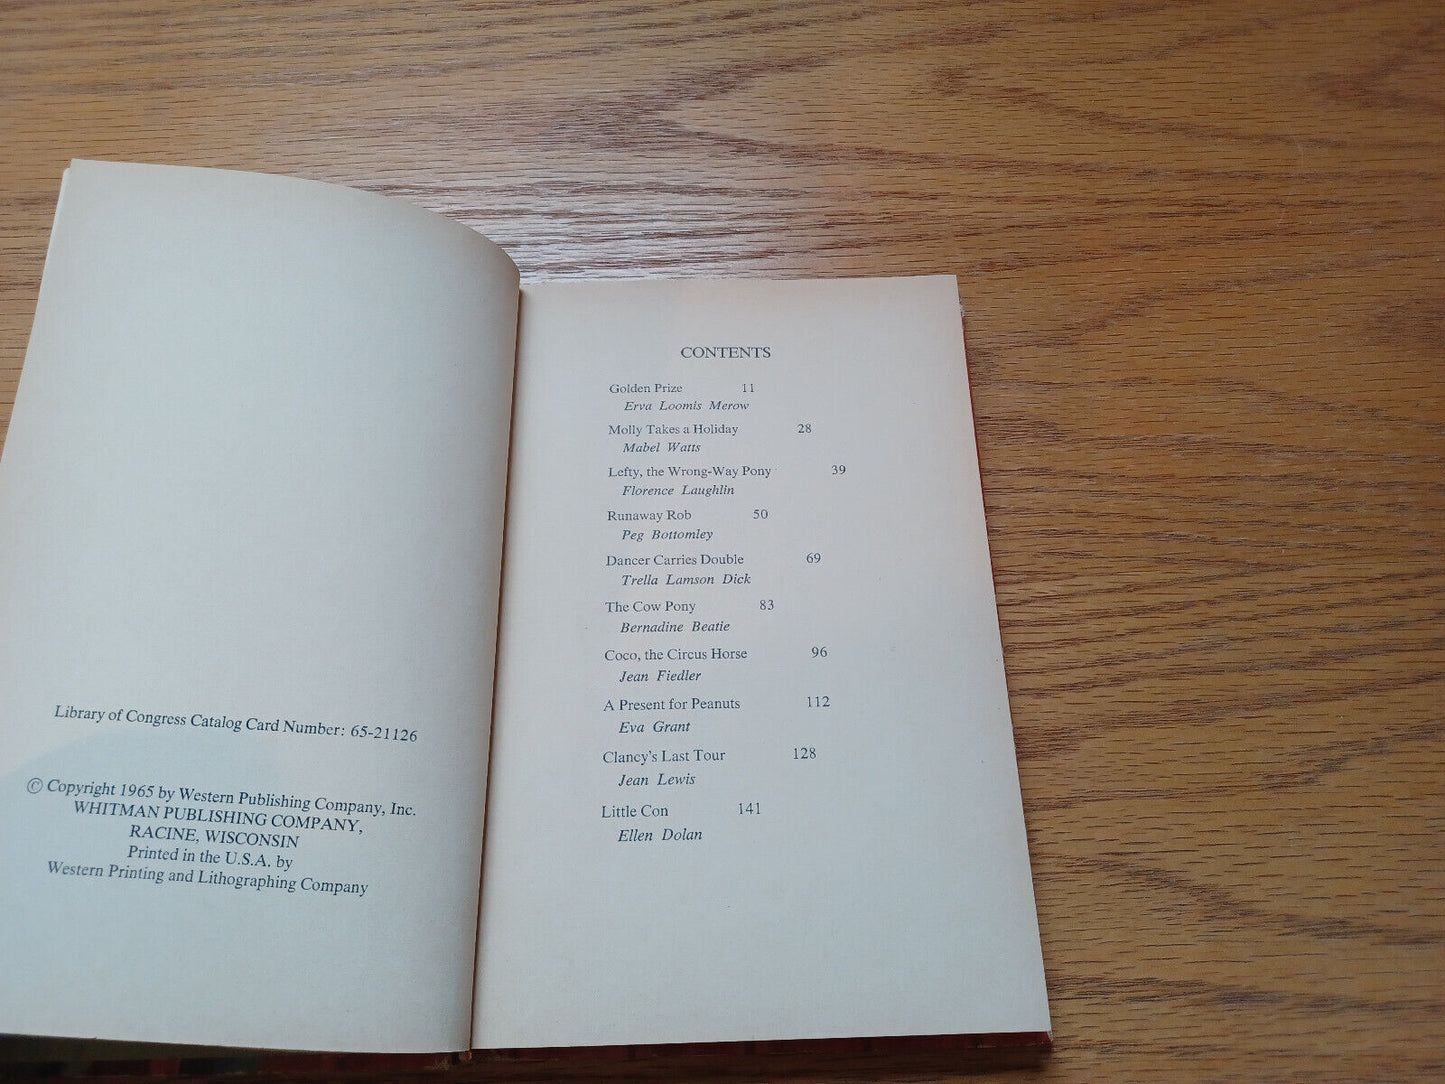 Library of Congress Catalog Card Number: 65-21126
© Copyright 1965 by Western Publishing Company, Inc.
WHITMAN PUBLISHING COMPANY,
RACINE, WISCONSIN
Printed in the U.S.A. by
Western Printing and Lithographing Company
CONTENTS
Golden Prize 11
Erva Loomis Merow
Molly Takes a Holiday 28
Mabel Watts
Lefty, the Wrong-Way Pony 39
Florence Laughlin
Runaway Rob 50
Peg Bottomley
Dancer Carries Double 69
Trella Lamson Dick
The Cow Pony 83
Bernadine Beatie
Coco, the Circus Horse 96
Jean Fiedler
A Present for Peanuts 112
Eva Grant
Clancy's Last Tour 128
Jean Lewis
Little Con 141
Ellen Dolan